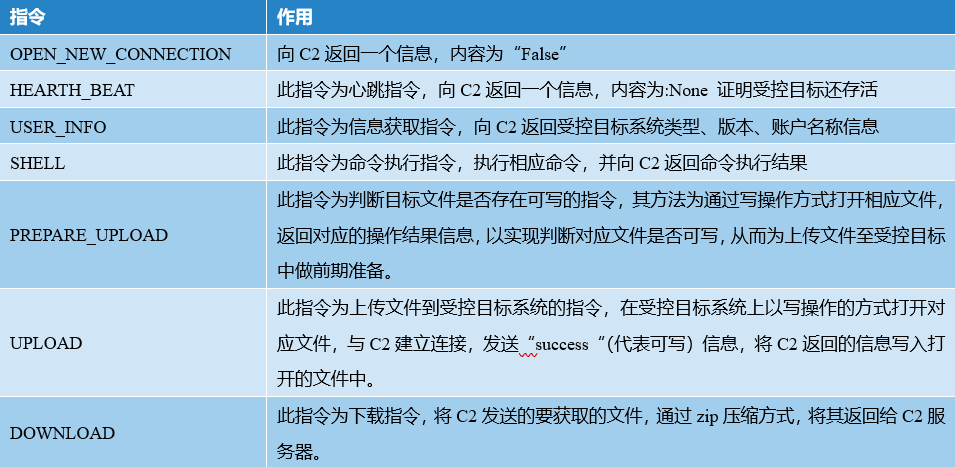 指令 作用
OPEN_NEW_CONNECTION 向 C2 返回一个信息，内容为“False”
HEARTH_BEAT 此指令为心跳指令，向 C2 返回一个信息，内容为:None 证明受控目标还存活
USER_INFO 此指令为信息获取指令，向 C2 返回受控目标系统类型、版本、账户名称信息
SHELL 此指令为命令执行指令，执行相应命令，并向 C2 返回命令执行结果
此指令为判断目标文件是否存在可写的指令，其方法为通过写操作方式打开相应文件，
PREPARE_UPLOAD 返回对应的操作结果信息，以实现判断对应文件是否可写，从而为上传文件至受控目标
中做前期准备。
此指令为上传文件到受控目标系统的指令，在受控目标系统上以写操作的方式打开对
UPLOAD 应文件，与 C2 建立连接，发送“success“（代表可写）信息，将 C2 返回的信息写入打
开的文件中。
DOWNLOAD 此指令为下载指令，将 C2 发送的要获取的文件，通过 zip 压缩方式，将其返回给 C2 服
务器。